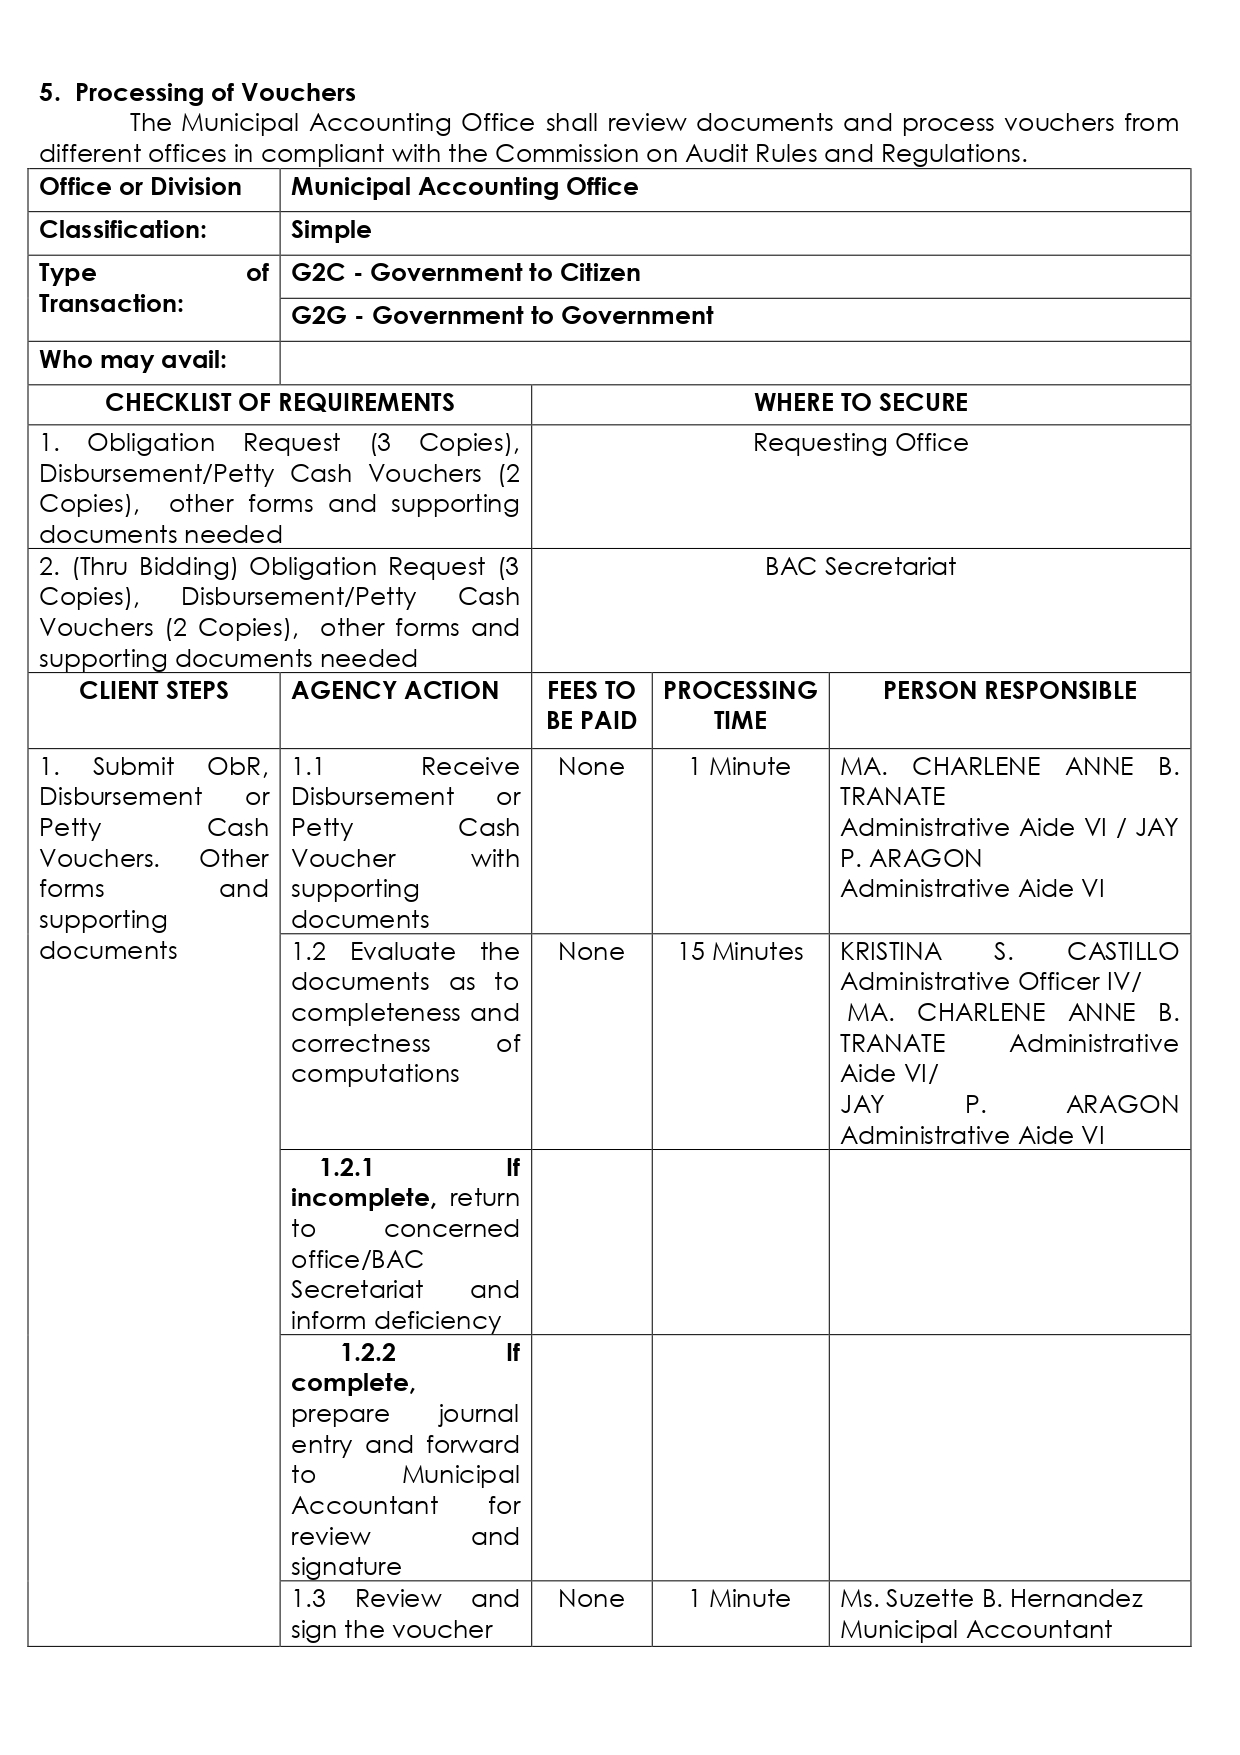 5. Processing of Vouchers
The Municipal Accounting Office shall review documents and process vouchers from
different offices in compliant with the Commission on Audit Rules and Regulations.
Office or Division
Municipal Accounting Office
Classification:
Simple
Type of
Transaction:
G2C - Government to Citizen
G2G - Government to Government
Who may avail:
CHECKLIST OF REQUIREMENTS
WHERE TO SECURE
1. Obligation Request (3 Copies),
Disbursement/Petty Cash Vouchers (2
Copies), other forms and supporting
documents needed
Requesting Office
2. (Thru Bidding) Obligation Request (3
Copies), Disbursement/Petty Cash
Vouchers (2 Copies), other forms and
supporting documents needed
BAC Secretariat
CLIENT STEPS
AGENCY ACTION
FEES TO
BE PAID
PROCESSING
TIME
PERSON RESPONSIBLE
1. Submit ObR,
Disbursement or
Petty Cash
Vouchers. Other
forms and
supporting
documents
1.1 Receive
Disbursement or
Petty Cash
Voucher with
supporting
documents
None
1 Minute
MA. CHARLENE ANNE B.
TRANATE
Administrative Aide VI / JAY
P. ARAGON
Administrative Aide VI
1.2 Evaluate the
documents as to
completeness and
correctness of
computations
None
15 Minutes
KRISTINA S. CASTILLO
Administrative Officer IV/
MA. CHARLENE ANNE B.
TRANATE Administrative
Aide VI/
JAY P. ARAGON
Administrative Aide VI
1.2.1 If
incomplete, return
to concerned
office/BAC
Secretariat and
inform deficiency
1.2.2 If
complete,
prepare journal
entry and forward
to Municipal
Accountant for
review and
signature
1.3 Review and
sign the voucher
None
1 Minute
Ms. Suzette B. Hernandez
Municipal Accountant